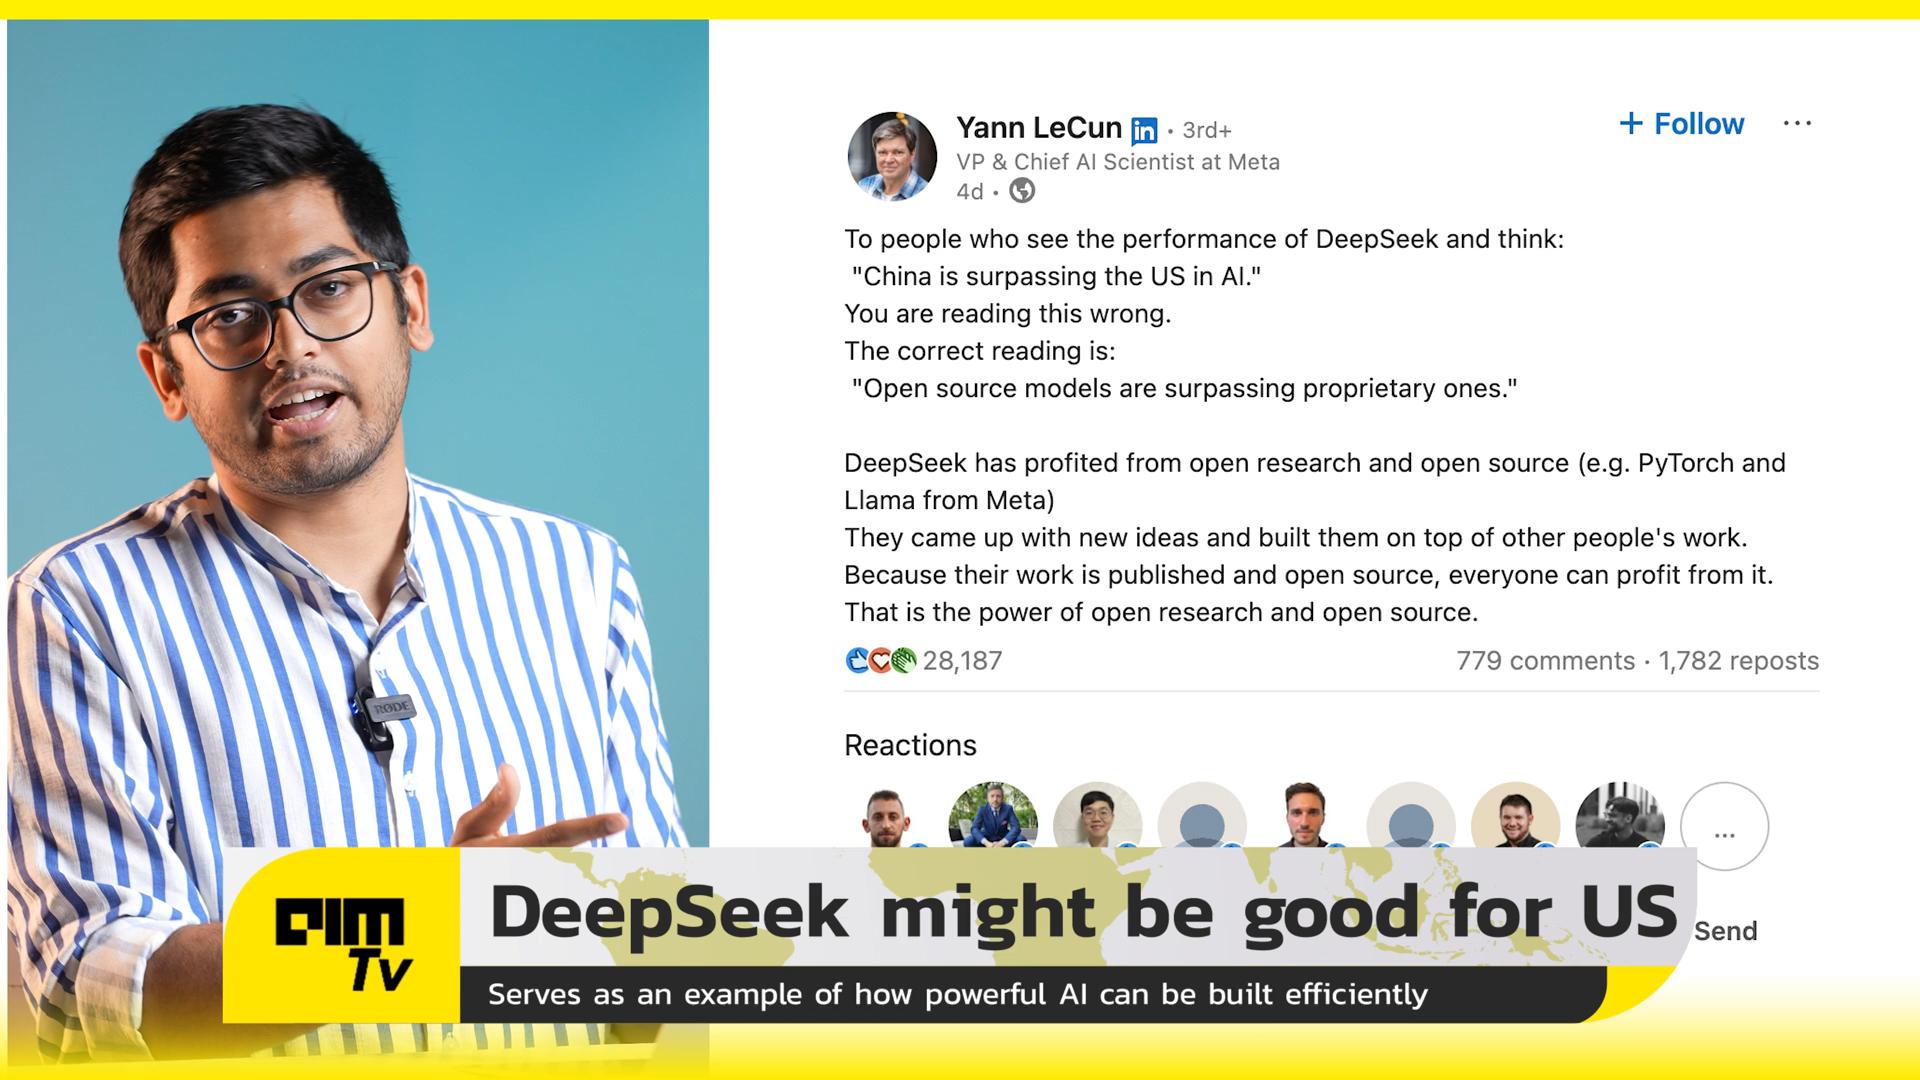 Yann LeCun in · 3rd+
+ Follow ...
VP & Chief AI Scientist at Meta
4d ·
To people who see the performance of DeepSeek and think:
"China is surpassing the US in AI."
You are reading this wrong.
The correct reading is:
"Open source models are surpassing proprietary ones."
DeepSeek has profited from open research and open source (e.g. PyTorch and
Llama from Meta)
They came up with new ideas and built them on top of other people's work.
Because their work is published and open source, everyone can profit from it.
That is the power of open research and open source.
28,187
779 comments · 1,782 reposts
RØDE
Reactions
...
AIM
TV
DeepSeek might be good for US
Send
Serves as an example of how powerful AI can be built efficiently